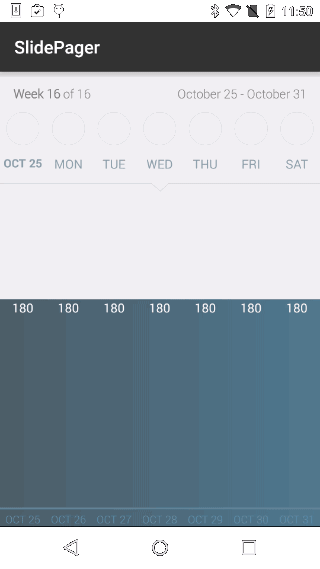 11:50
SlidePager
Week 16 of 16 October 25 - October 31
OCT 25 MON TUE WED THU FRI SAT
180 180 180 180 180 180 180
OCT 25 OCT 26 OCT 27 OCT 28 OCT 29 OCT 30 OCT 31